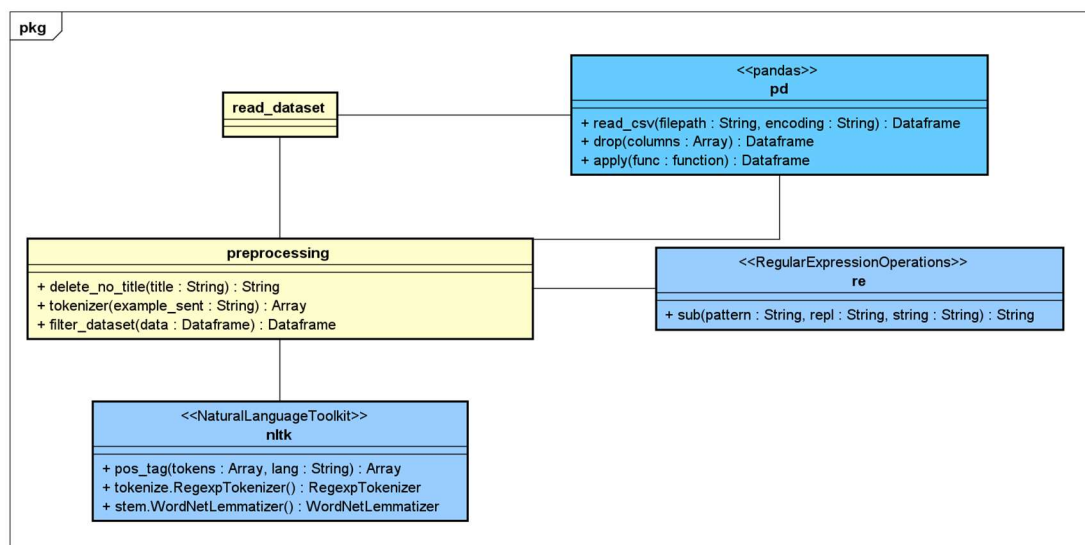 pkg
<<pandas>>
pd
read_dataset
+ read_csv(filepath : String, encoding : String) : Dataframe
+ drop(columns : Array) : Dataframe
+ apply(func : function) : Dataframe
preprocessing
+ delete_no_title(title : String) : String
+ tokenizer(example_sent : String) : Array
+ filter_dataset(data : Dataframe) : Dataframe
<<RegularExpressionOperations>>
re
+ sub(pattern : String, repl : String, string : String) : String
<<NaturalLanguageToolkit>>
nltk
+ pos_tag(tokens : Array, lang : String) : Array
+ tokenize.RegexpTokenizer() : RegexpTokenizer
+ stem.WordNetLemmatizer() : WordNetLemmatizer